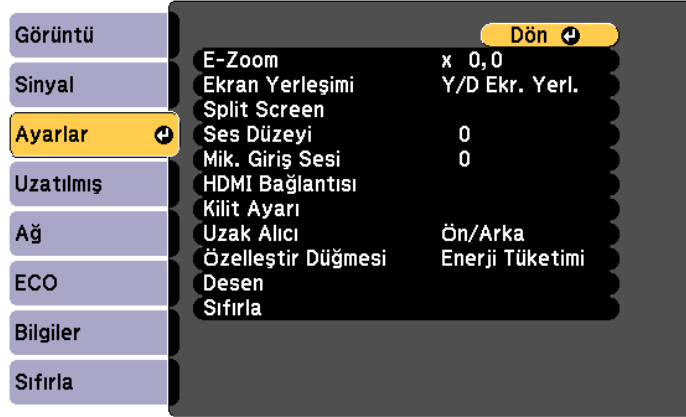 Görüntü
Sinyal
Ayarlar
Uzatılmış
Ağ
ECO
Bilgiler
Sıfırla
Dön
E-Zoom x 0,0
Ekran Yerleşimi Y/D Ekr. Yerl.
Split Screen
Ses Düzeyi 0
Mik. Giriş Sesi 0
HDMI Bağlantısı
Kilit Ayarı
Uzak Alıcı Ön/Arka
Özelleştir Düğmesi Enerji Tüketimi
Desen
Sıfırla